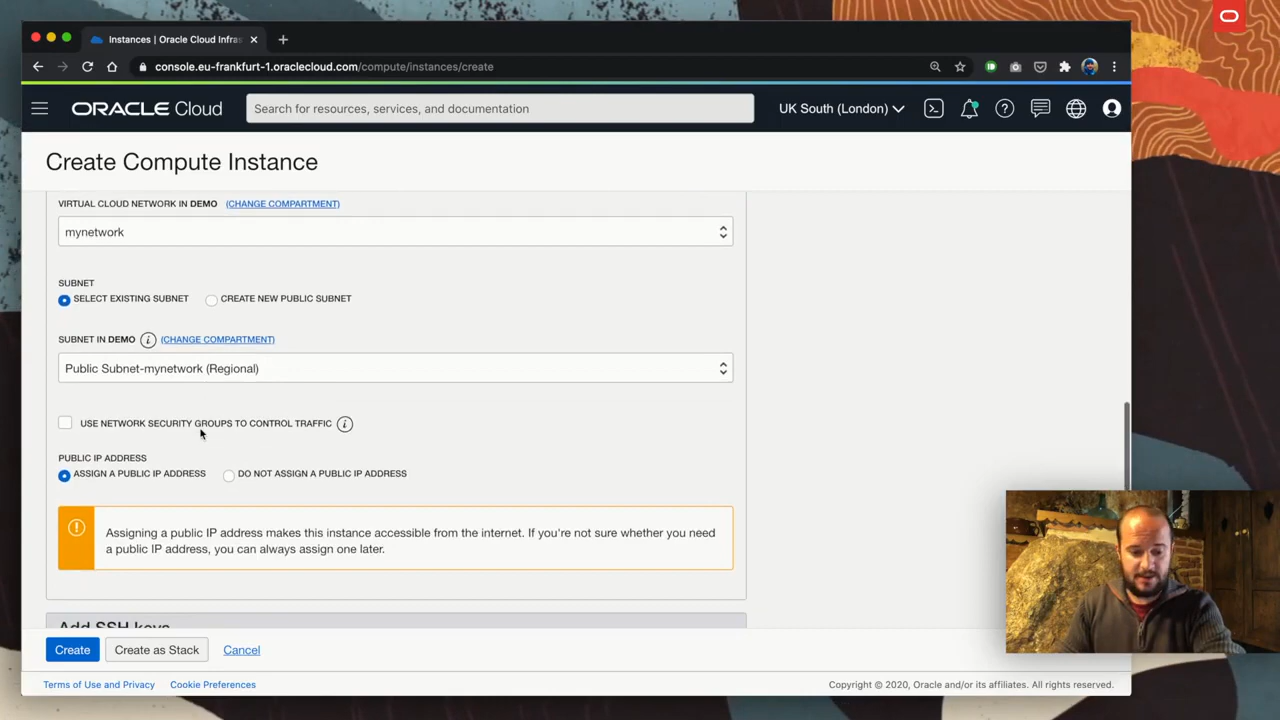 Instances | Oracle Cloud Infras
console.eu-frankfurt-1.oraclecloud.com/compute/instances/create
ORACLE Cloud
Search for resources, services, and documentation
UK South (London)
Create Compute Instance
VIRTUAL CLOUD NETWORK IN DEMO (CHANGE COMPARTMENT)
mynetwork
SUBNET
SELECT EXISTING SUBNET CREATE NEW PUBLIC SUBNET
SUBNET IN DEMO (CHANGE COMPARTMENT)
Public Subnet-mynetwork (Regional)
USE NETWORK SECURITY GROUPS TO CONTROL TRAFFIC
PUBLIC IP ADDRESS
ASSIGN A PUBLIC IP ADDRESS DO NOT ASSIGN A PUBLIC IP ADDRESS
Assigning a public IP address makes this instance accessible from the internet. If you're not sure whether you need
a public IP address, you can always assign one later.
Add SSH keys
Create Create as Stack Cancel
Terms of Use and Privacy Cookie Preferences Copyright © 2020, Oracle and/or its affiliates. All rights reserved.